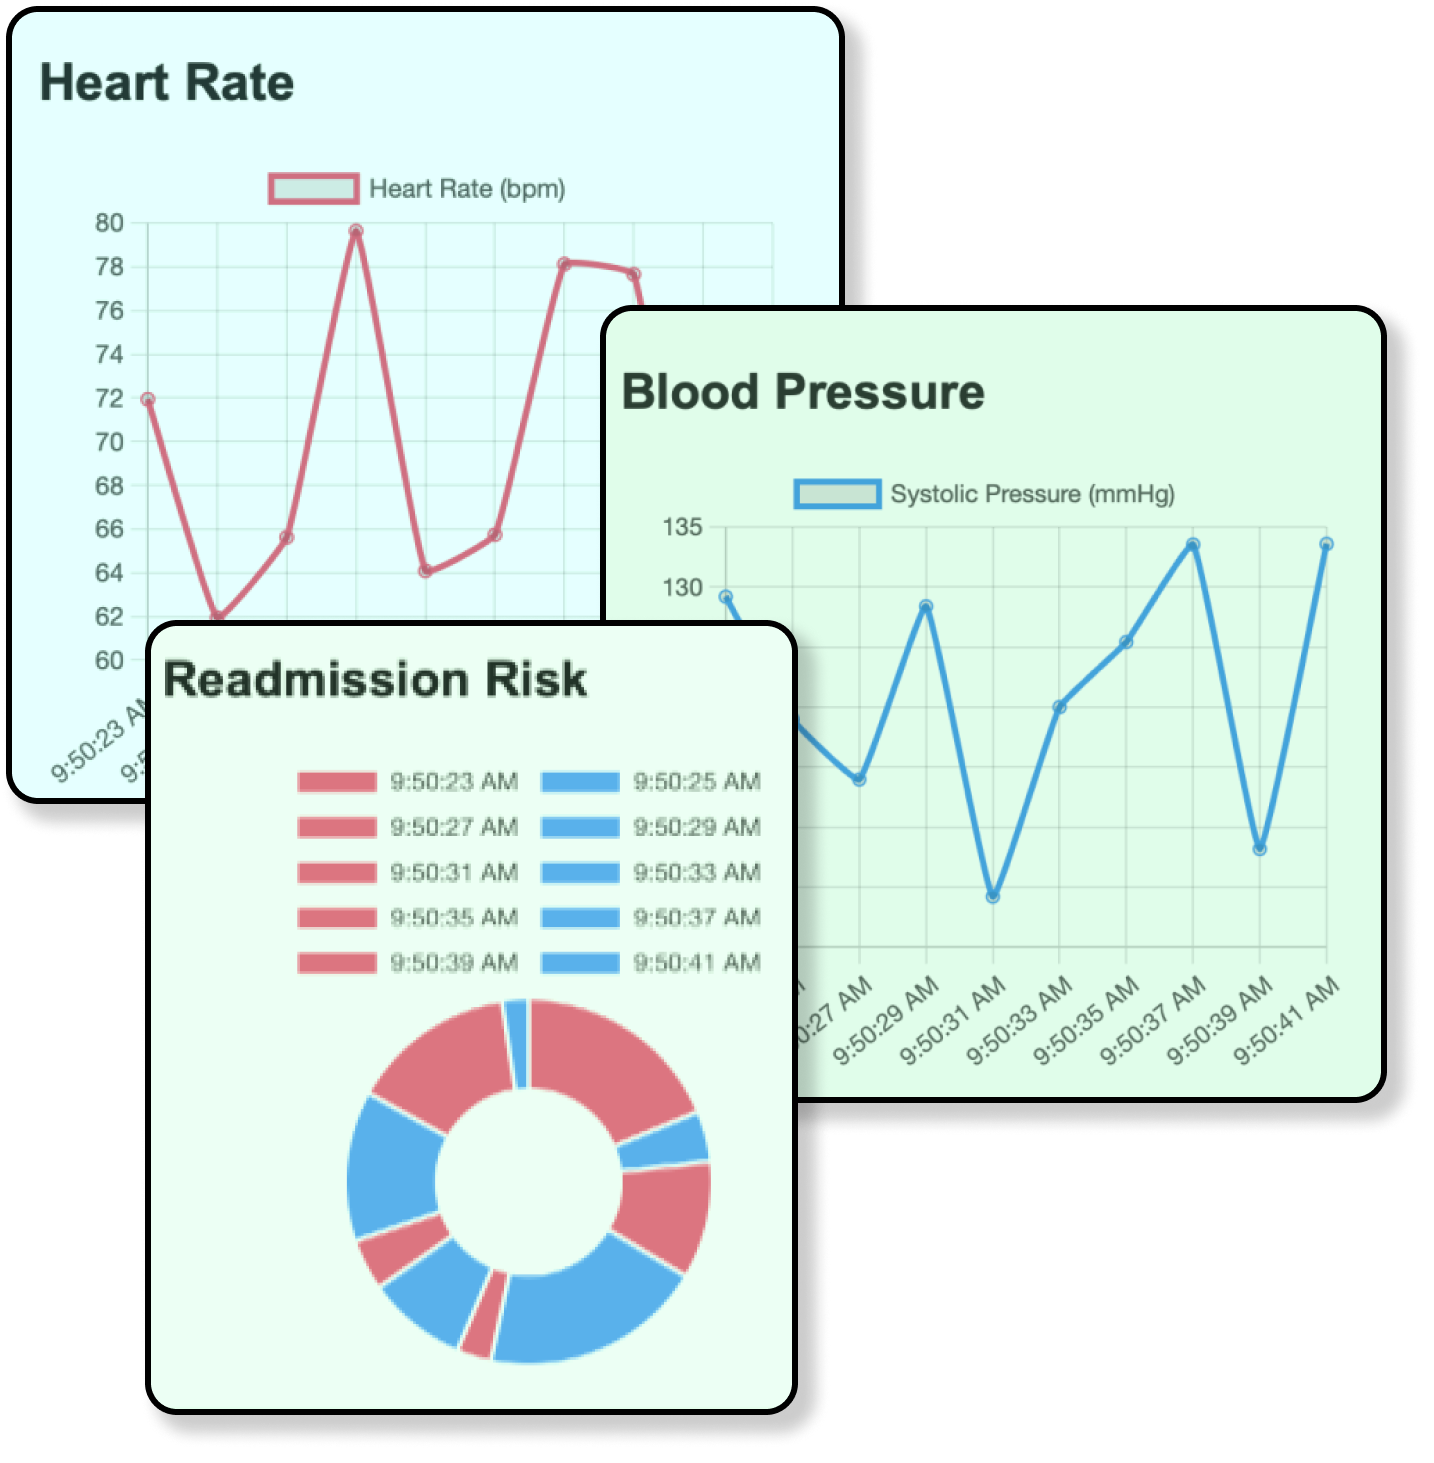 Heart Rate
Heart Rate (bpm)
80
78
76
74
72
70
68
66
64
62
60
9:50:23 AM
Blood Pressure
Systolic Pressure (mmHg)
135
130
9:50:29 AM
9:50:31 AM
9:50:33 AM
9:50:35 AM
9:50:37 AM
9:50:39 AM
9:50:41 AM
Readmission Risk
9:50:23 AM 9:50:25 AM
9:50:27 AM 9:50:29 AM
9:50:31 AM 9:50:33 AM
9:50:35 AM 9:50:37 AM
9:50:39 AM 9:50:41 AM